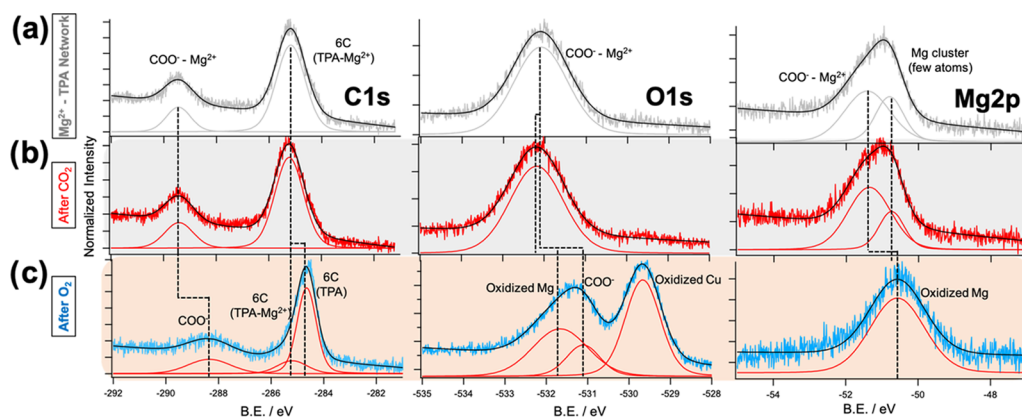 (a)
Mg²⁺ - TPA Network
COO⁻ - Mg²⁺
6C
(TPA-Mg²⁺)
C1s
COO⁻ - Mg²⁺
O1s
COO⁻ - Mg²⁺
Mg cluster
(few atoms)
Mg2p
(b)
After CO₂
Normalized Intensity
(c)
After O₂
COO⁻
6C
(TPA-Mg²⁺)
6C
(TPA)
Oxidized Mg
COO⁻
Oxidized Cu
Oxidized Mg
-292 -290 -288 -286 -284 -282
B.E. / eV
-535 -534 -533 -532 -531 -530 -529 -528
B.E. / eV
-54 -52 -50 -48
B.E. / eV